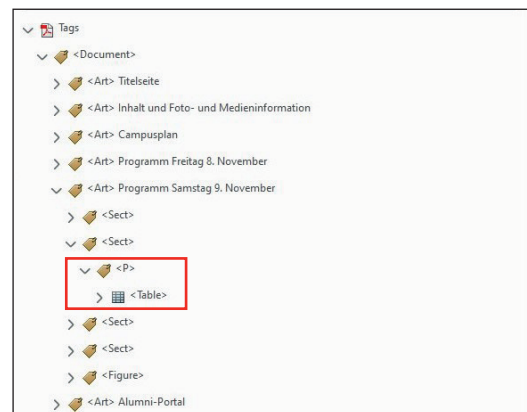 Tags
<Document>
<Art> Titelseite
<Art> Inhalt und Foto- und Medieninformation
<Art> Campusplan
<Art> Programm Freitag 8. November
<Art> Programm Samstag 9. November
<Sect>
<Sect>
<P>
<Table>
<Sect>
<Sect>
<Figure>
<Art> Alumni-Portal